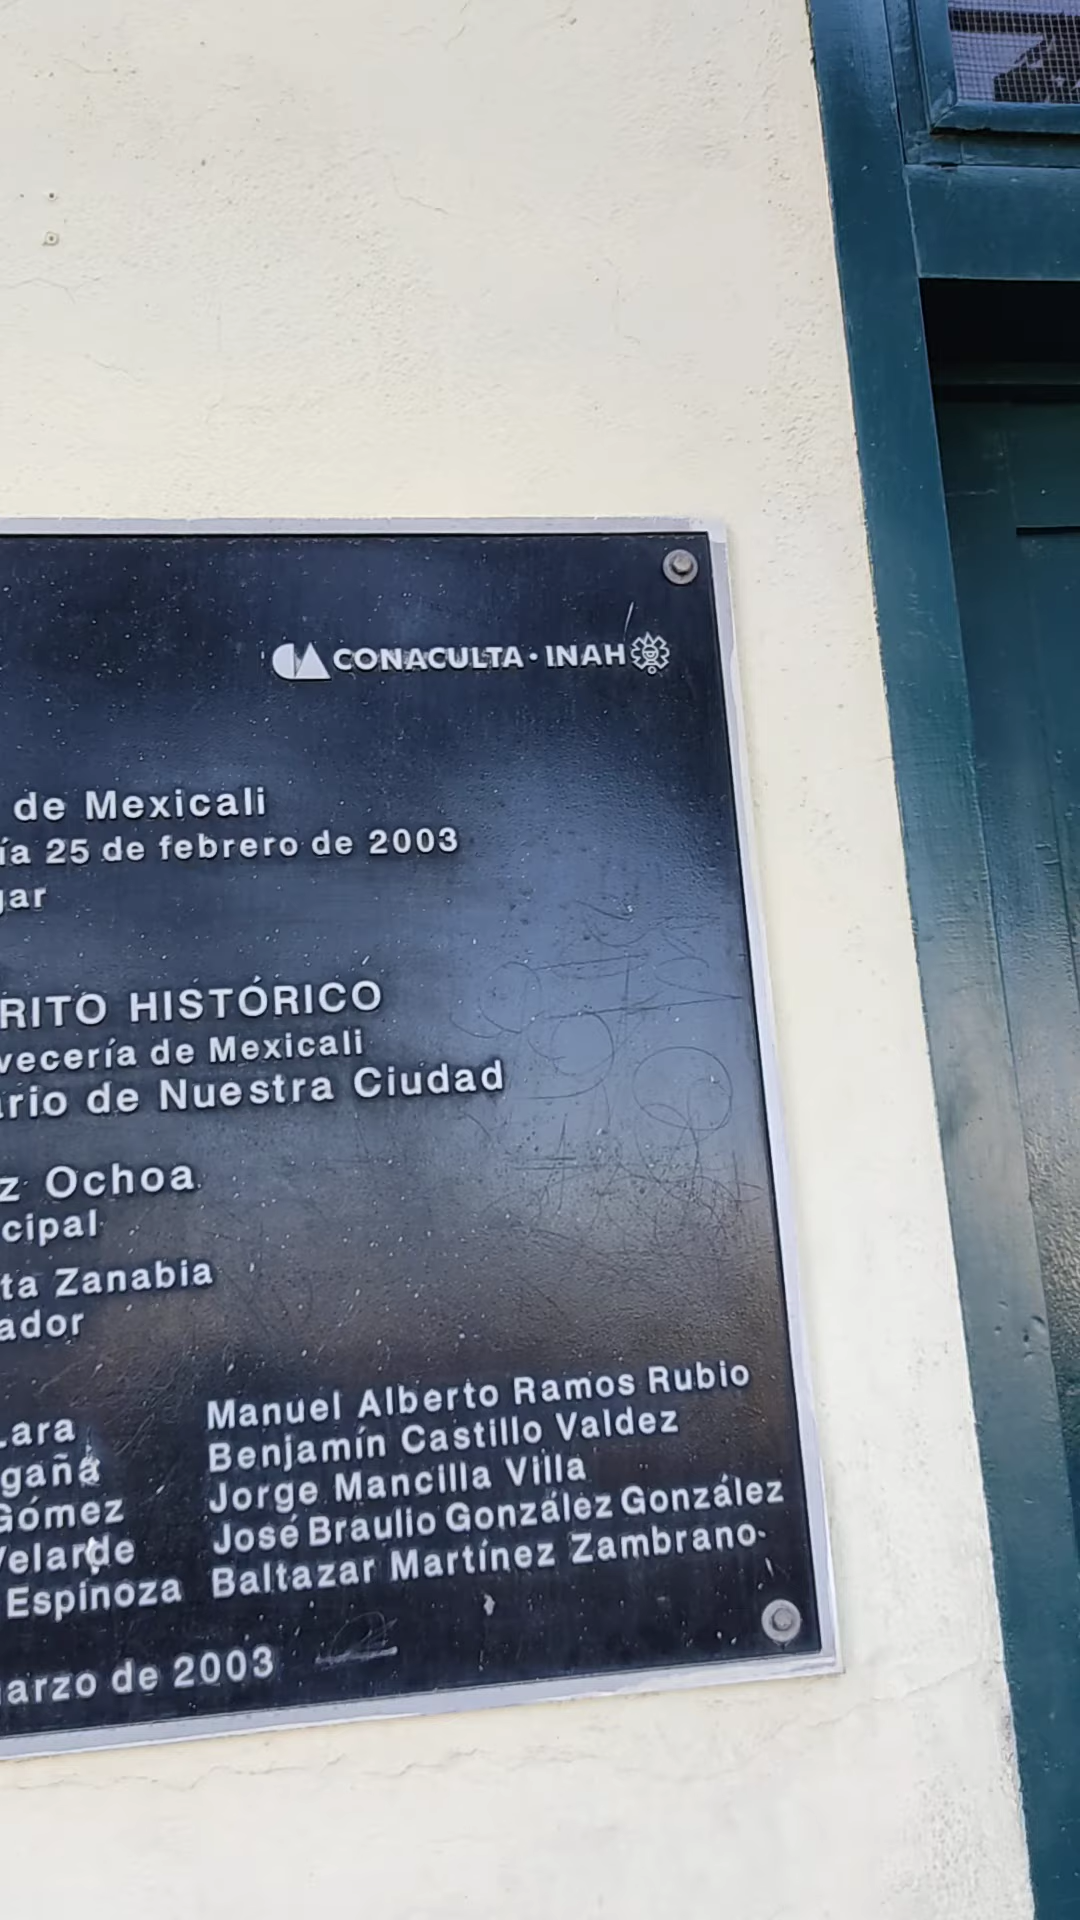 CONACULTA · INAH
de Mexicali
ía 25 de febrero de 2003
gar
RITO HISTÓRICO
vecería de Mexicali
ario de Nuestra Ciudad
z Ochoa
cipal
ta Zanabia
ador
Lara Manuel Alberto Ramos Rubio
gaña Benjamín Castillo Valdez
Gómez Jorge Mancilla Villa
Velarde José Braulio González González
Espinoza Baltazar Martínez Zambrano
arzo de 2003